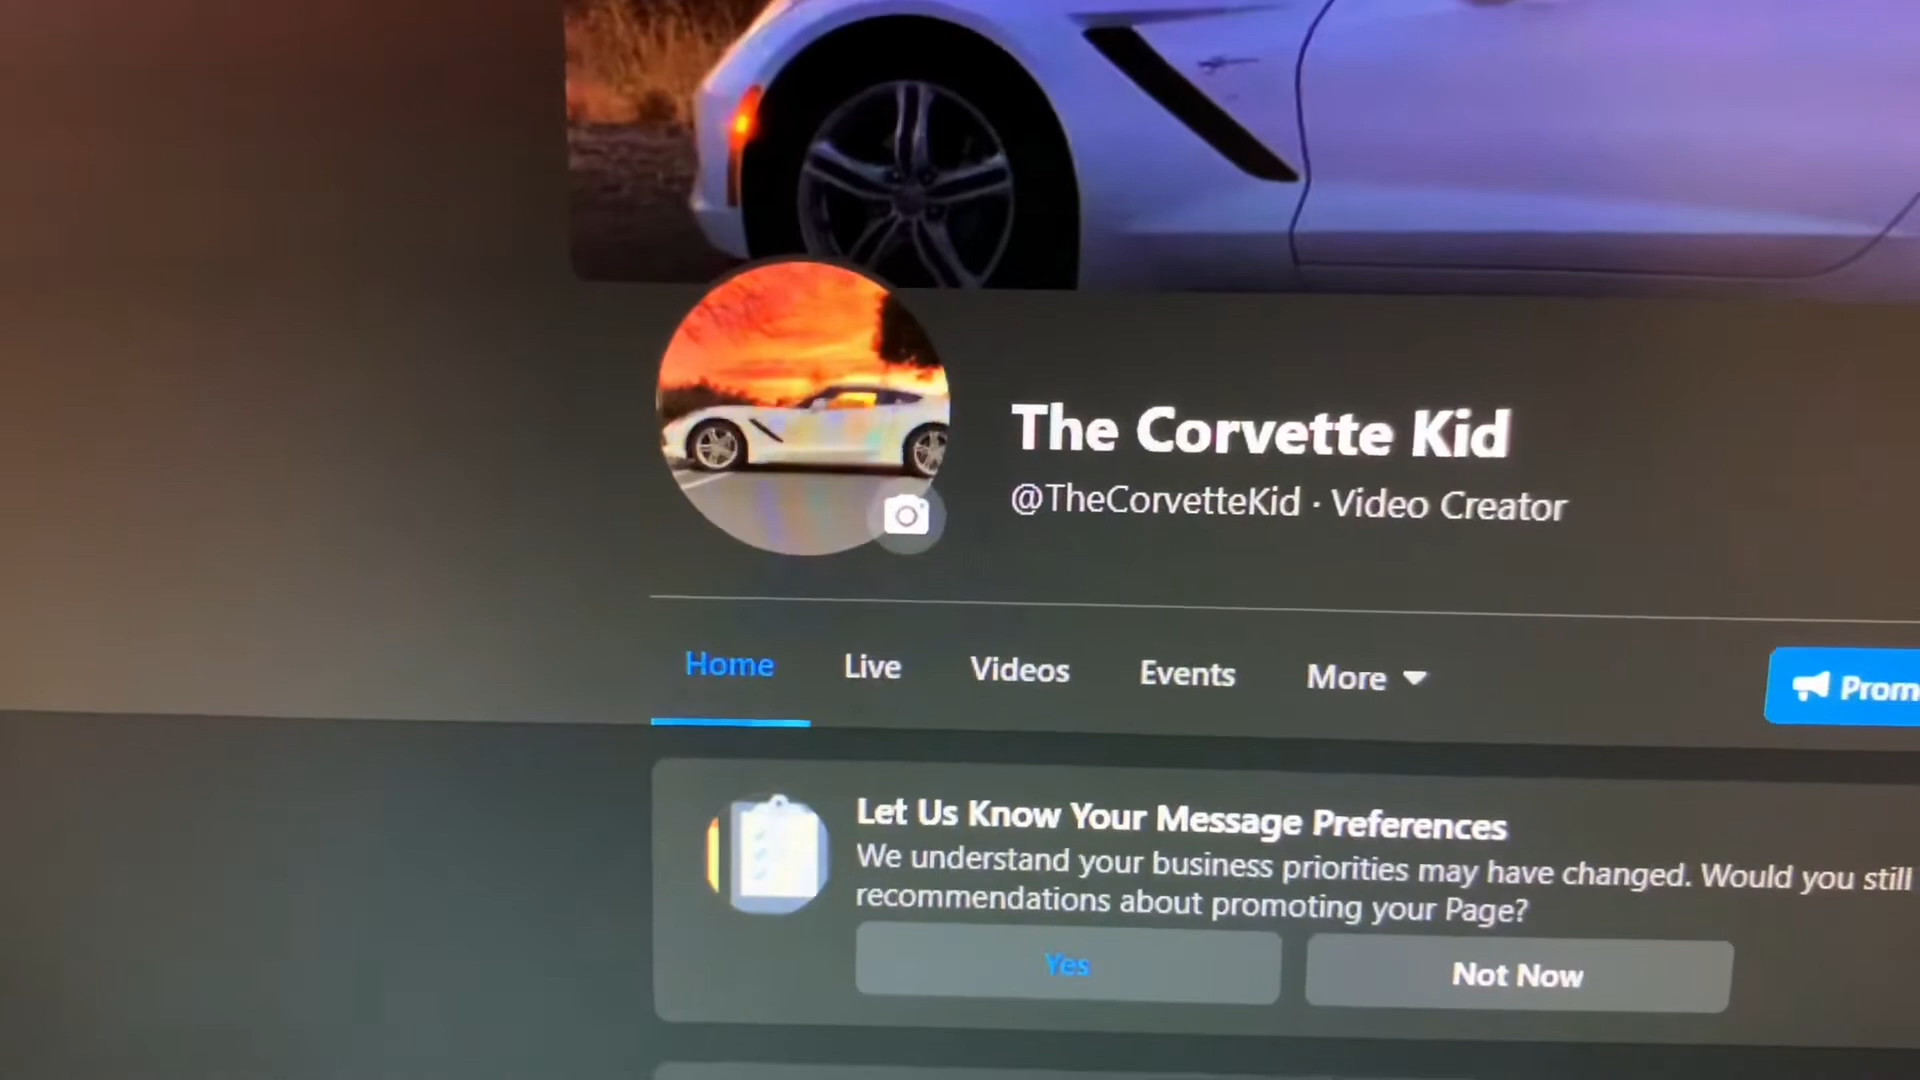 The Corvette Kid
@TheCorvetteKid · Video Creator
Home Live Videos Events More
Let Us Know Your Message Preferences
We understand your business priorities may have changed. Would you still
recommendations about promoting your Page?
Yes Not Now